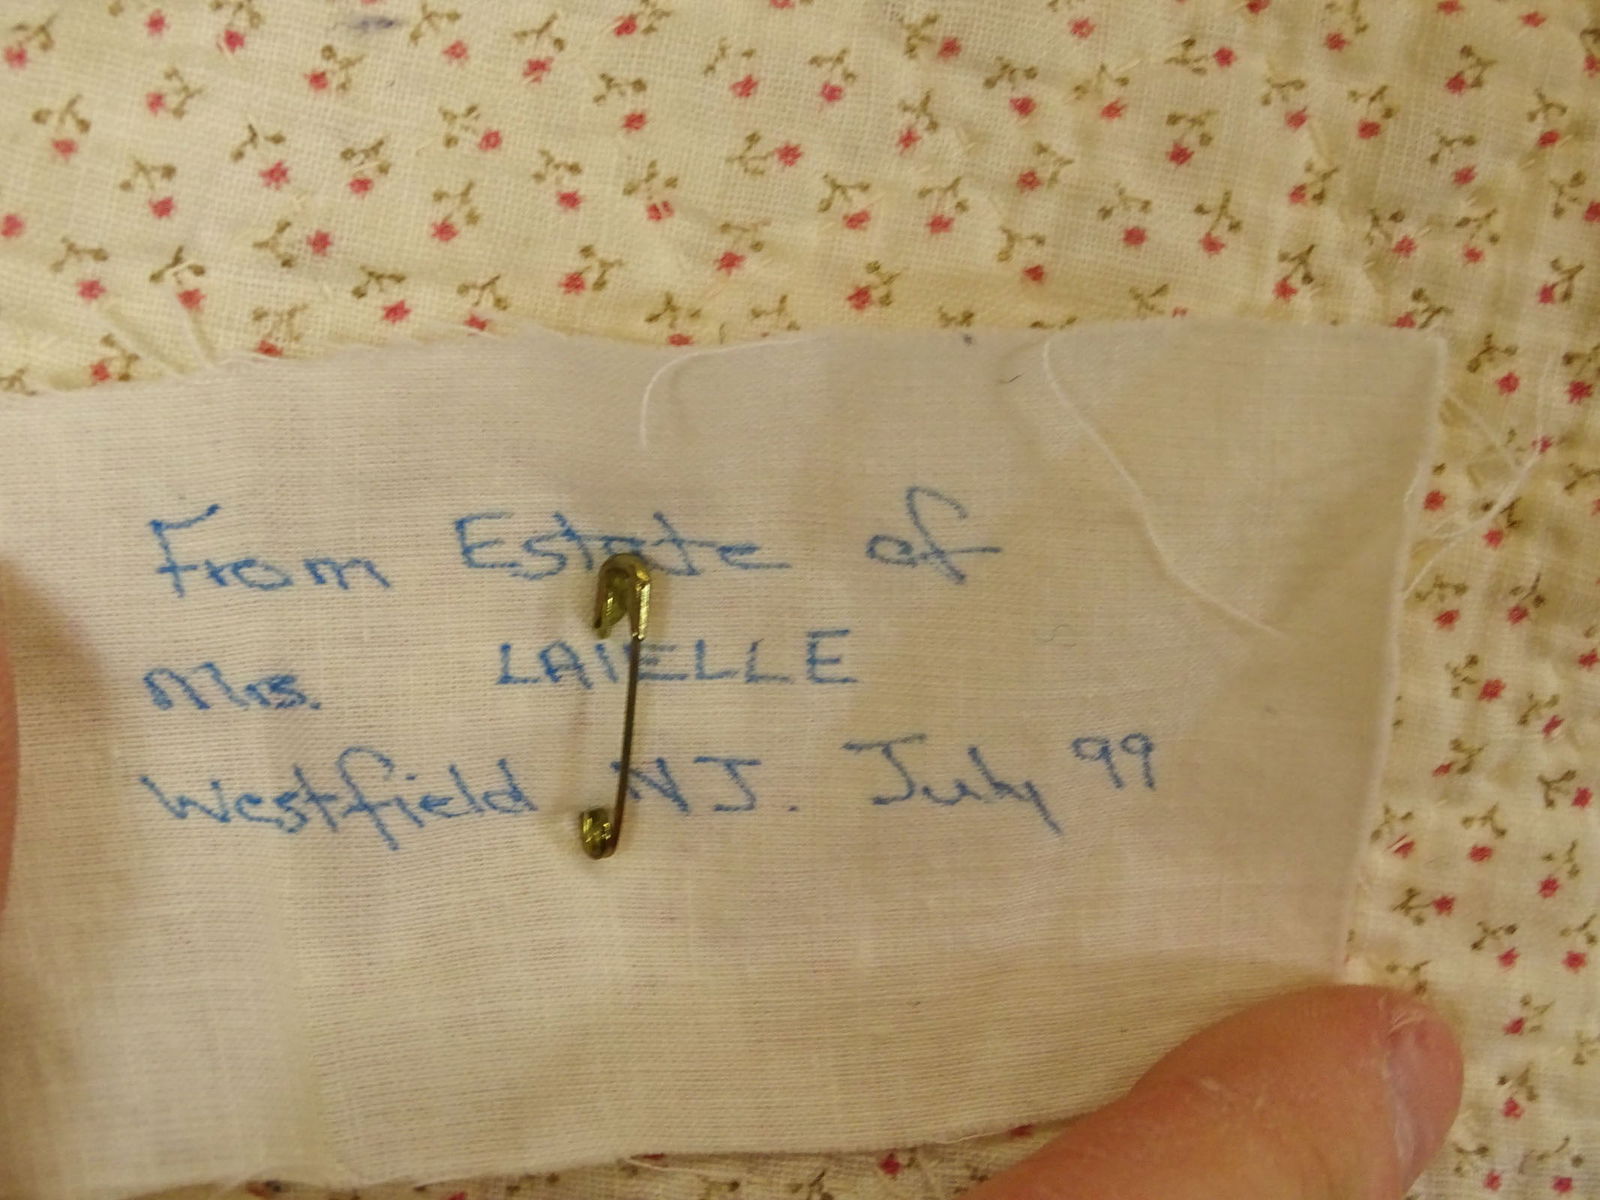 From Estate of
Mrs. LAIELLE
Westfield NJ. July 99